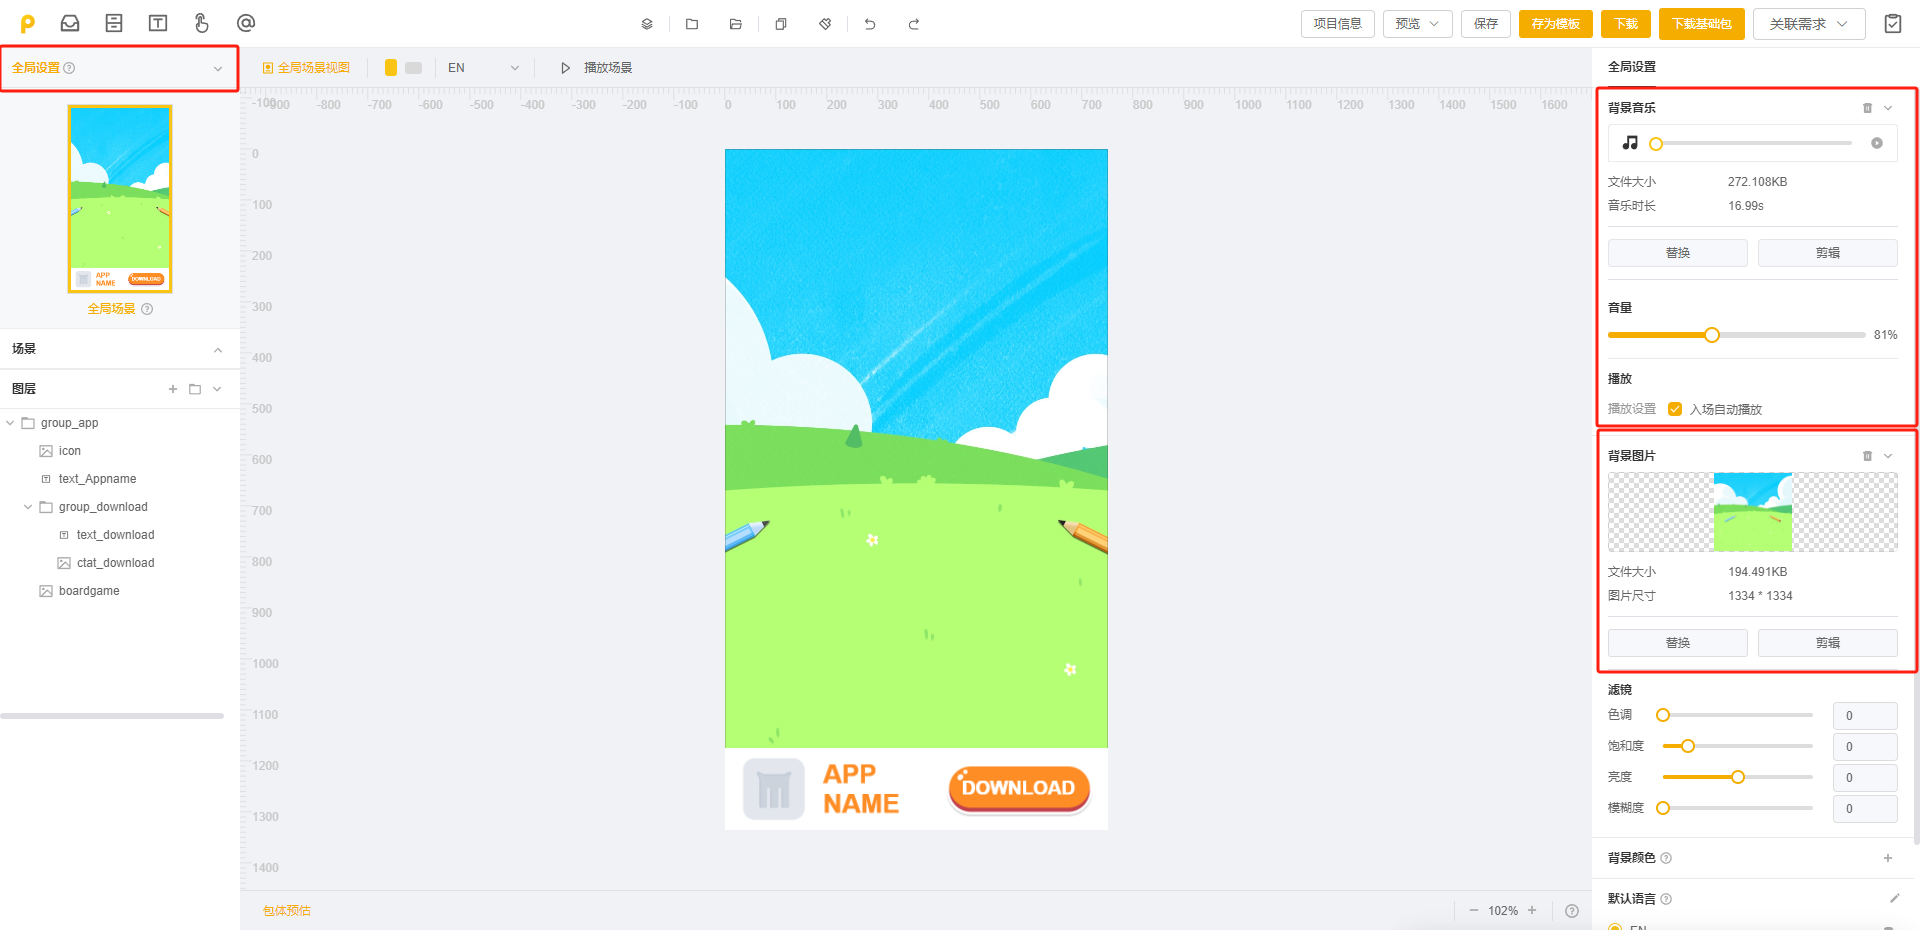 项目信息
预览
保存
存为模板
下载
下载基础包
关联需求
全局设置
全局场景视图
EN
播放场景
全局设置
-100
-900
-800
-700
-600
-500
-400
-300
-200
-100
0
100
200
300
400
500
600
700
800
900
1000
1100
1200
1300
1400
1500
1600
0
100
200
300
400
500
600
700
800
900
1000
1100
1200
1300
1400
APP
NAME
DOWNLOAD
全局场景
场景
图层
group_app
icon
text_Appname
group_download
text_download
ctat_download
boardgame
APP
NAME
DOWNLOAD
包体预估
102%
背景音乐
文件大小 272.108KB
音乐时长 16.99s
替换 剪辑
音量
81%
播放
播放设置 入场自动播放
背景图片
文件大小 194.491KB
图片尺寸 1334 * 1334
替换 剪辑
滤镜
色调 0
饱和度 0
亮度 0
模糊度 0
背景颜色
默认语言
EN